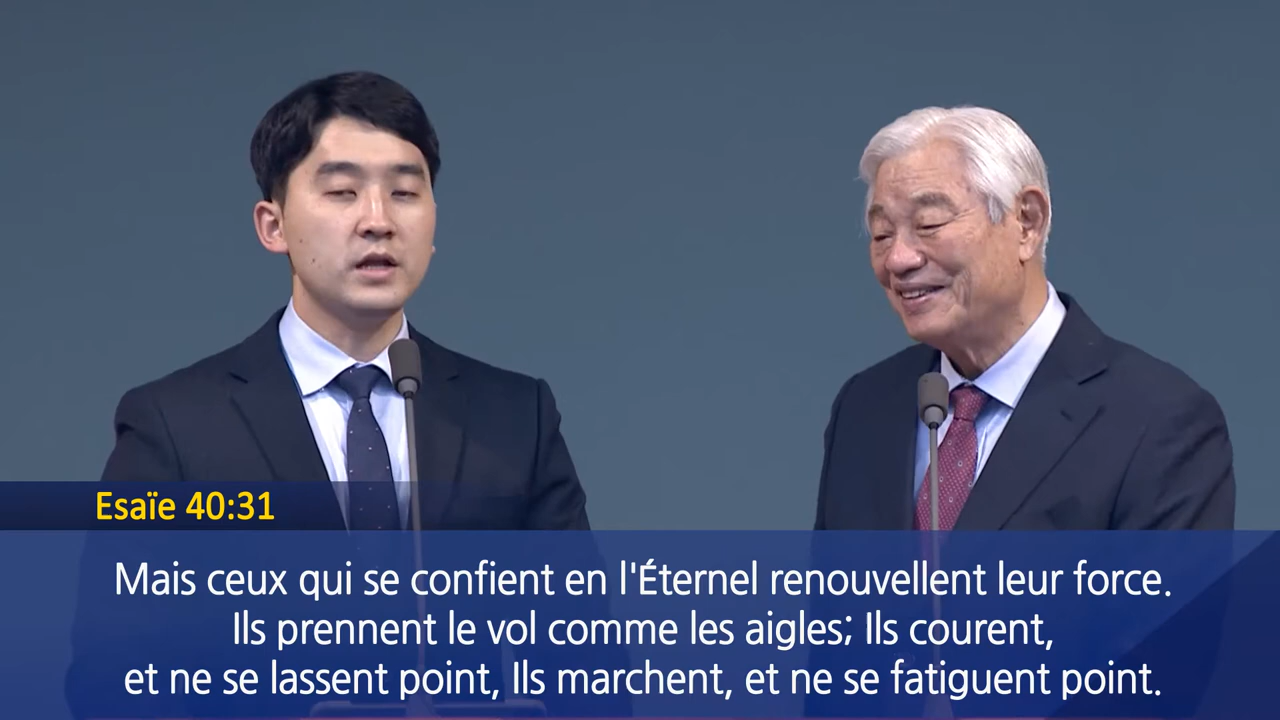 Esaïe 40:31
Mais ceux qui se confient en l'Éternel renouvellent leur force.
Ils prennent le vol comme les aigles; Ils courent,
et ne se lassent point, Ils marchent, et ne se fatiguent point.